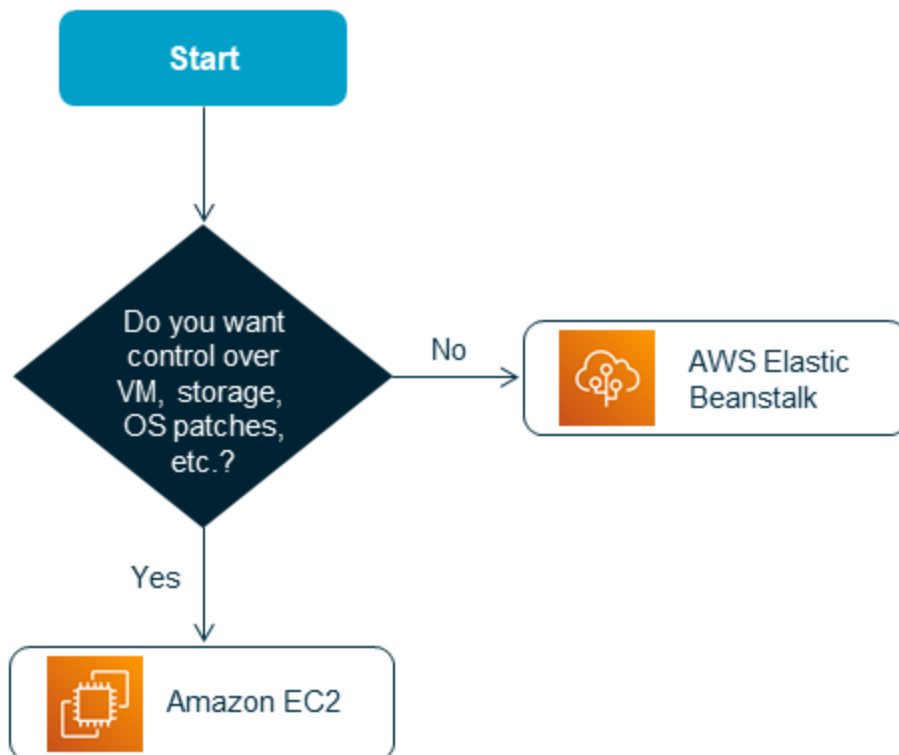 Start
Do you want
control over
VM, storage,
OS patches,
etc.?
No
AWS Elastic
Beanstalk
Yes
Amazon EC2